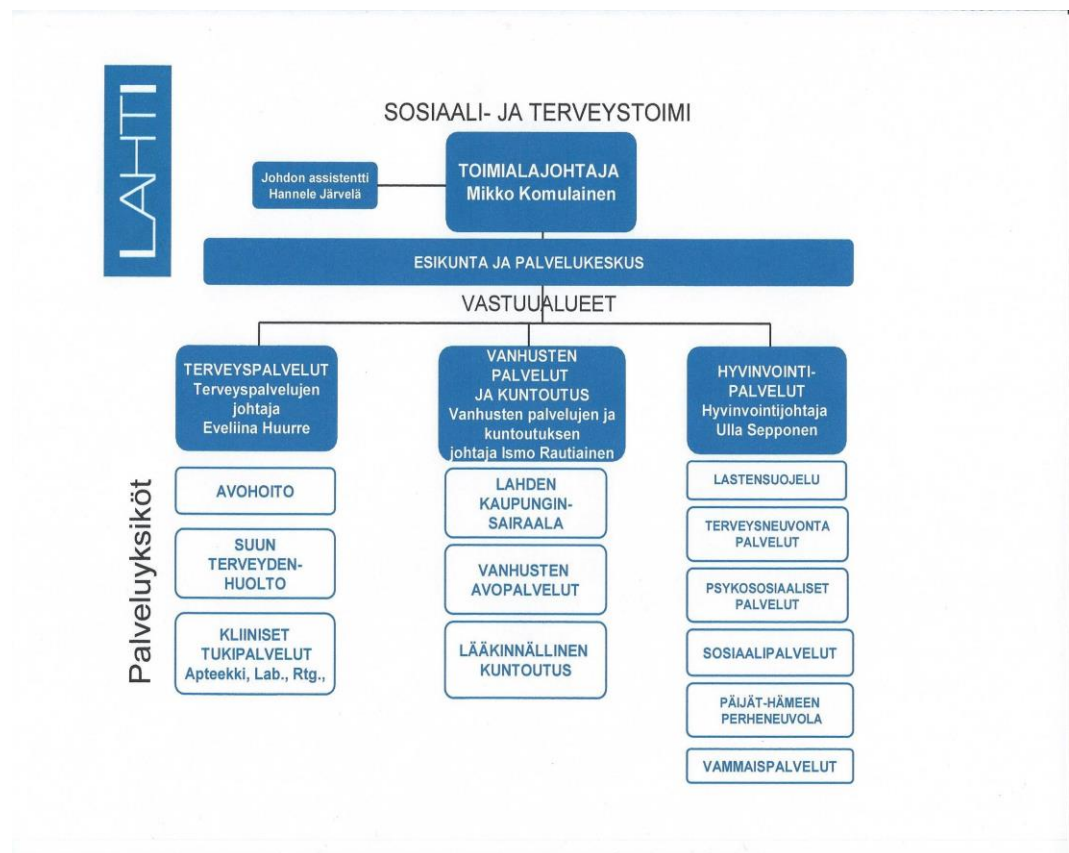 LAHTI
SOSIAALI- JA TERVEYSTOIMI
TOIMIALAJOHTAJA
Mikko Komulainen
Johdon assistentti
Hannele Järvelä
ESIKUNTA JA PALVELUKESKUS
VASTUUALUEET
TERVEYSPALVELUT
Terveyspalvelujen
johtaja
Eveliina Huurre
VANHUSTEN
PALVELUT
JA KUNTOUTUS
Vanhusten palvelujen ja
kuntoutuksen
johtaja Ismo Rautiainen
HYVINVOINTI-
PALVELUT
Hyvinvointijohtaja
Ulla Sepponen
Palveluyksiköt
AVOHOITO
SUUN
TERVEYDEN-
HUOLTO
KLIINISET
TUKIPALVELUT
Apteekki, Lab., Rtg.,
LAHDEN
KAUPUNGIN-
SAIRAALA
VANHUSTEN
AVOPALVELUT
LÄÄKINNÄLLINEN
KUNTOUTUS
LASTENSUOJELU
TERVEYSNEUVONTA
PALVELUT
PSYKOSOSIAALISET
PALVELUT
SOSIAALIPALVELUT
PÄIJÄT-HÄMEEN
PERHENEUVOLA
VAMMAISPALVELUT